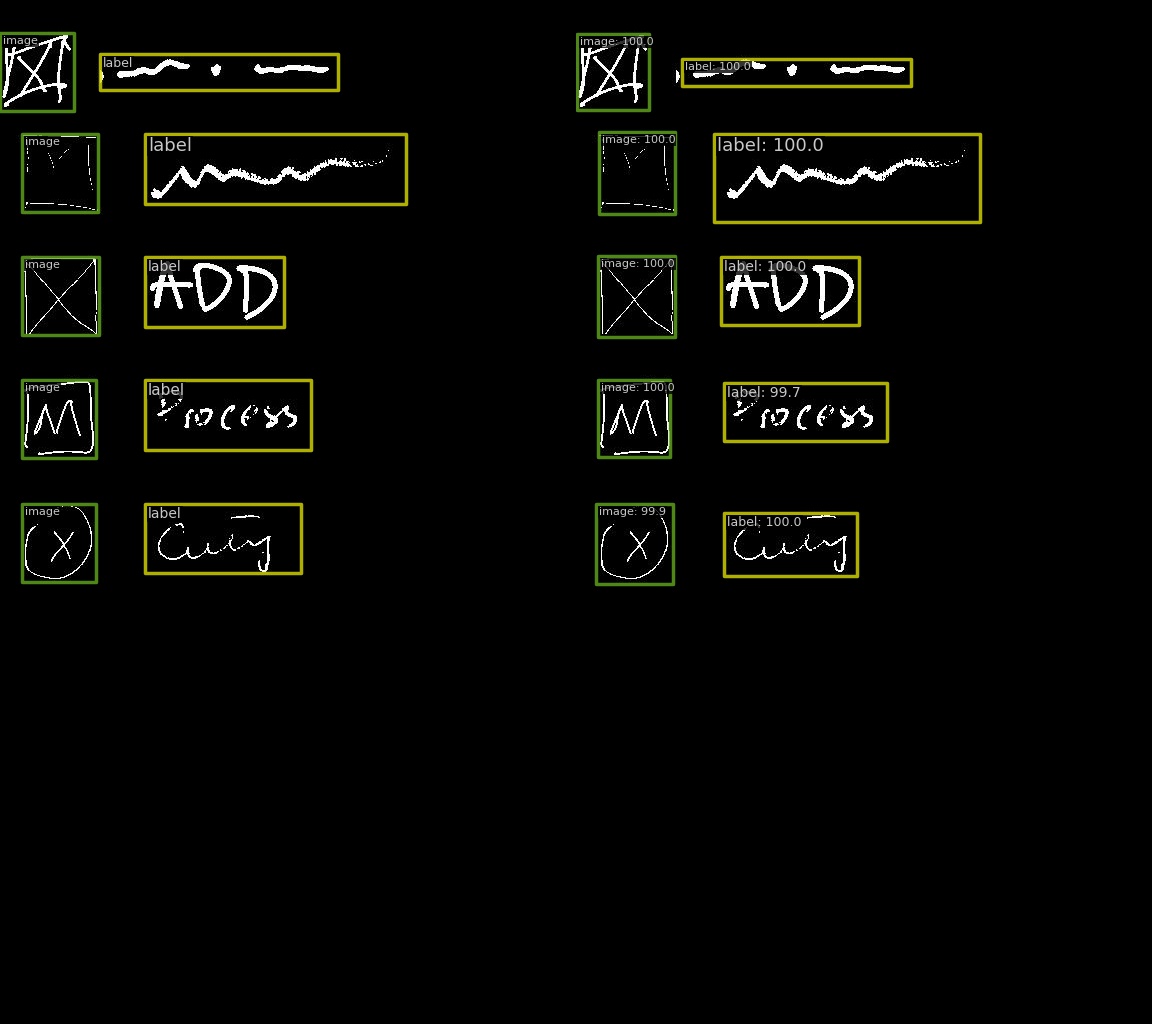 image label image: 100.0 label: 100.0
image label image: 100.0 label: 100.0
image label image: 100.0 label: 100.0
ADD ADD
image label image: 100.0 label: 99.7
M Process M Process
image label image: 99.9 label: 100.0
X X